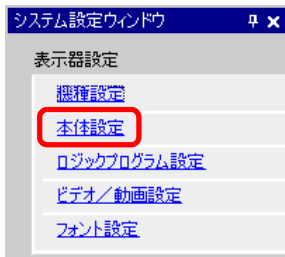 システム設定ウィンドウ
表示器設定
機種設定
本体設定
ロジックプログラム設定
ビデオ／動画設定
フォント設定